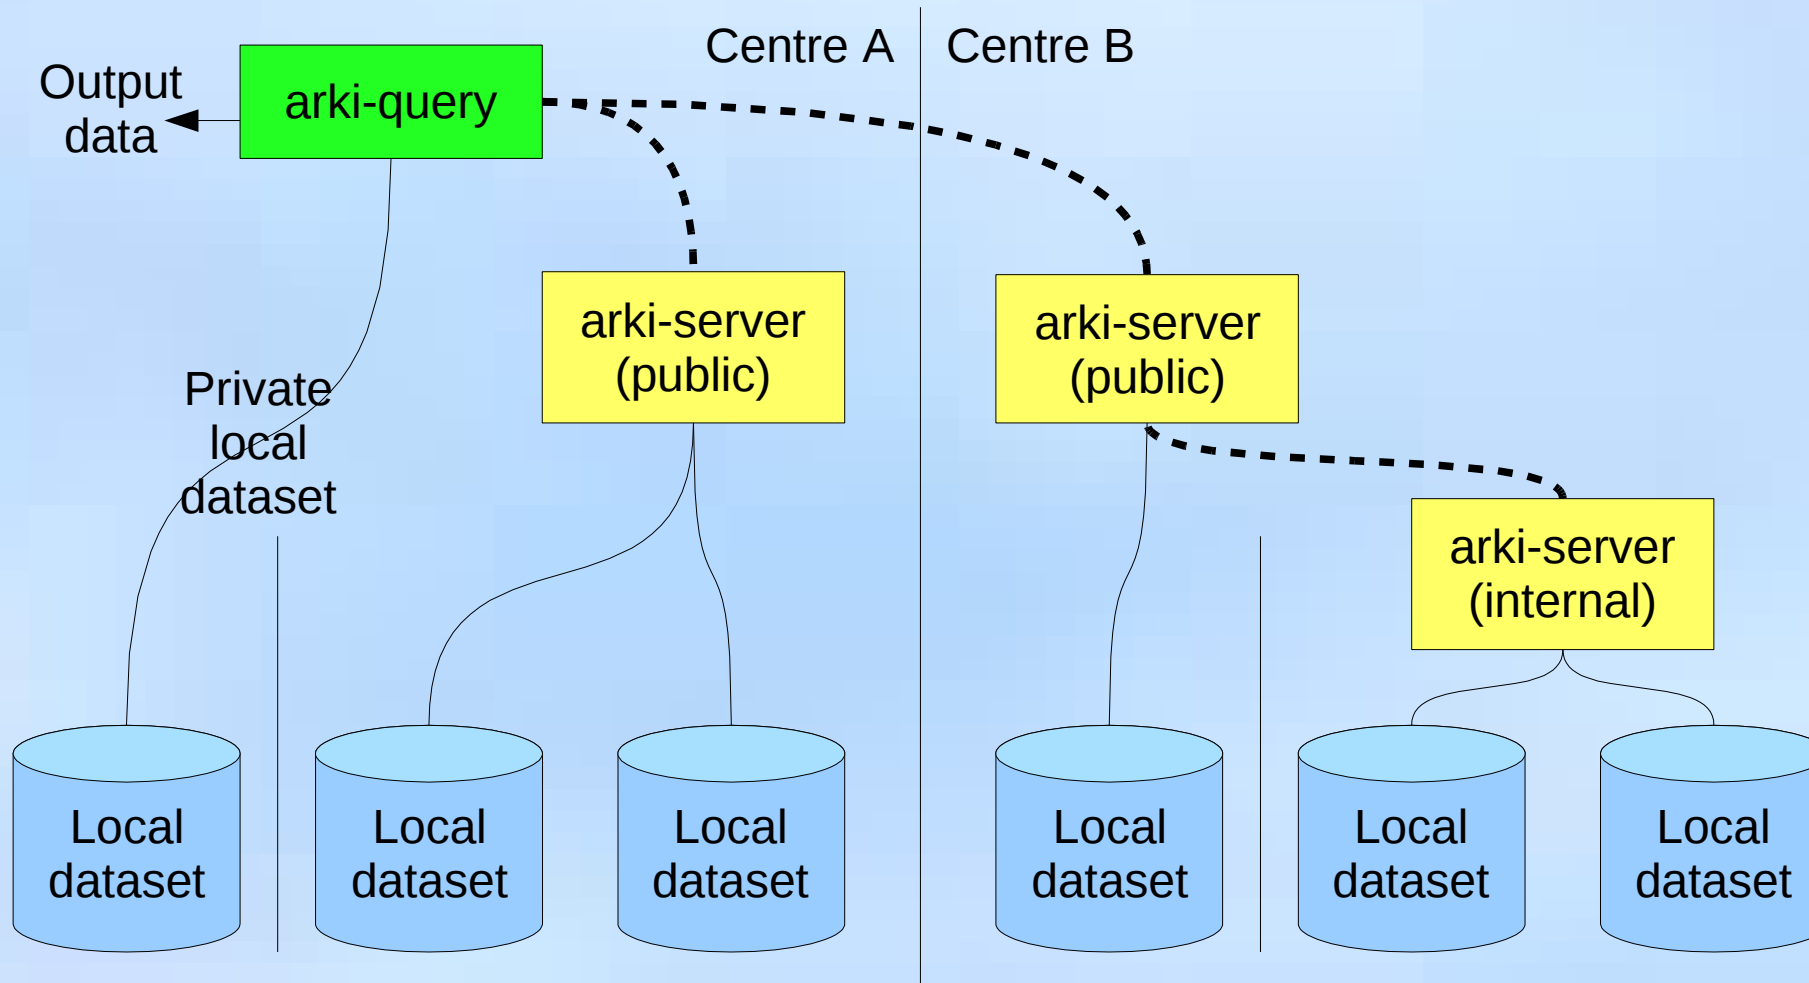 Centre A
Centre B
Output
data
arki-query
arki-server
(public)
arki-server
(public)
Private
local
dataset
arki-server
(internal)
Local
dataset
Local
dataset
Local
dataset
Local
dataset
Local
dataset
Local
dataset